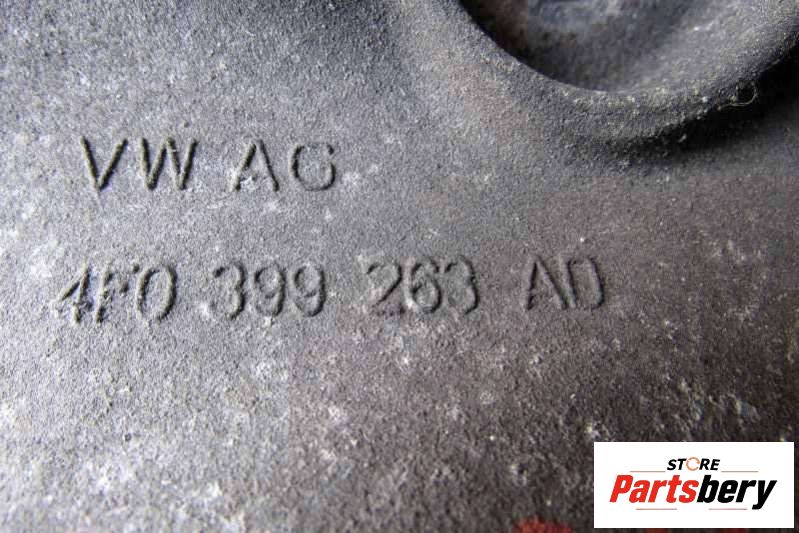 VW AG
4F0 399 263 AD
STORE
Partsbery